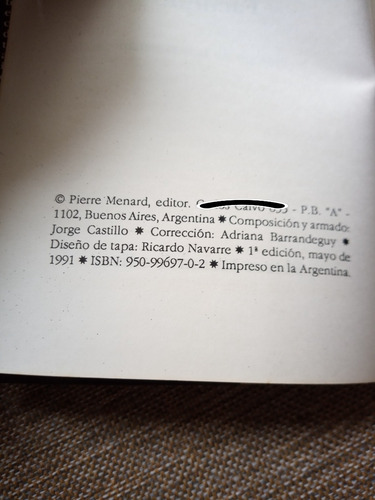 © Pierre Menard, editor. - P.B. "A" -
1102, Buenos Aires, Argentina ✷ Composición y armado:
Jorge Castillo ✷ Corrección: Adriana Barrandeguy ✷
Diseño de tapa: Ricardo Navarre ✷ 1ª edición, mayo de
1991 ✷ ISBN: 950-99697-0-2 ✷ Impreso en la Argentina.